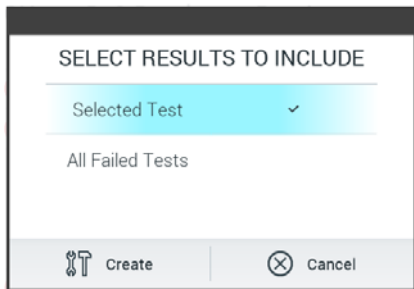 SELECT RESULTS TO INCLUDE
Selected Test
All Failed Tests
Create Cancel